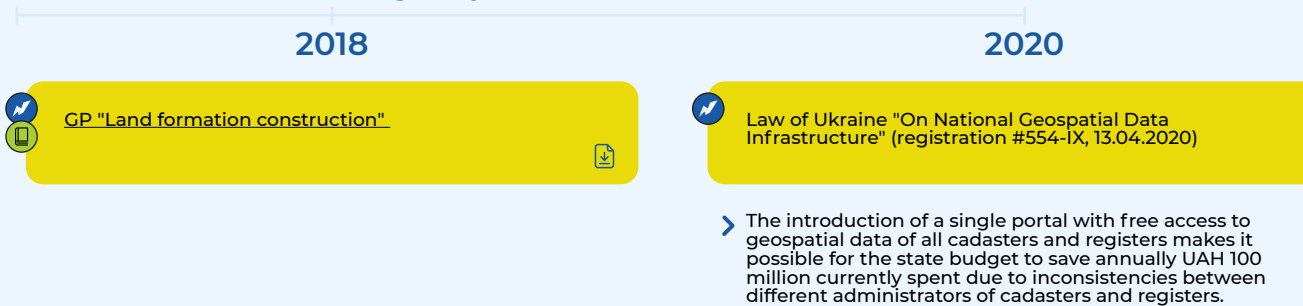 2018
2020
GP "Land formation construction"
Law of Ukraine "On National Geospatial Data
Infrastructure" (registration #554-IX, 13.04.2020)
The introduction of a single portal with free access to
geospatial data of all cadasters and registers makes it
possible for the state budget to save annually UAH 100
million currently spent due to inconsistencies between
different administrators of cadasters and registers.